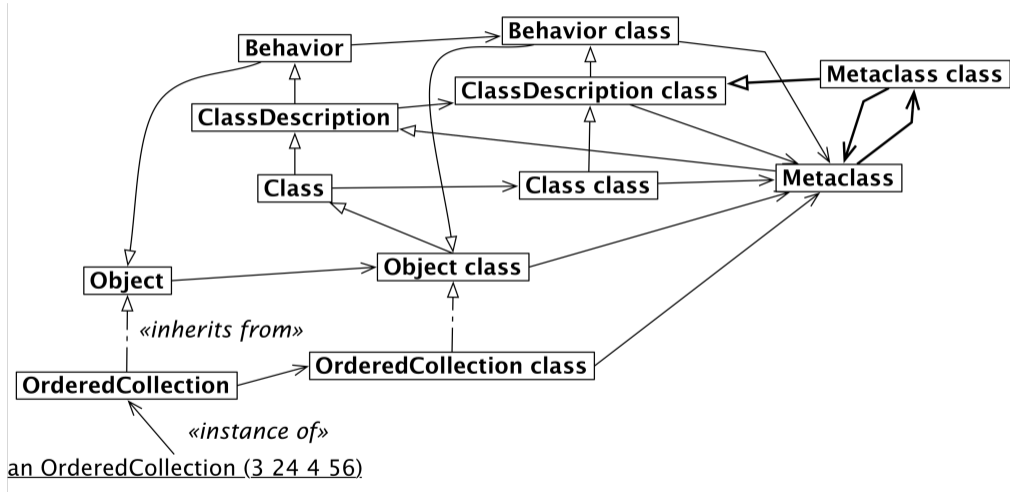 Behavior
Behavior class
Metaclass class
ClassDescription class
ClassDescription
Class
Class class
Metaclass
Object
Object class
«inherits from»
OrderedCollection
OrderedCollection class
«instance of»
an OrderedCollection (3 24 4 56)